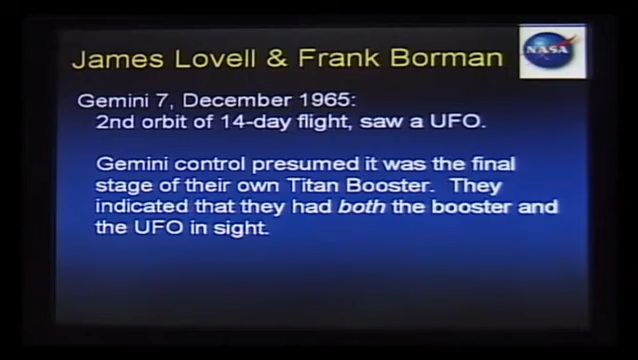 James Lovell & Frank Borman
NASA
Gemini 7, December 1965:
2nd orbit of 14-day flight, saw a UFO.
Gemini control presumed it was the final
stage of their own Titan Booster. They
indicated that they had both the booster and
the UFO in sight.